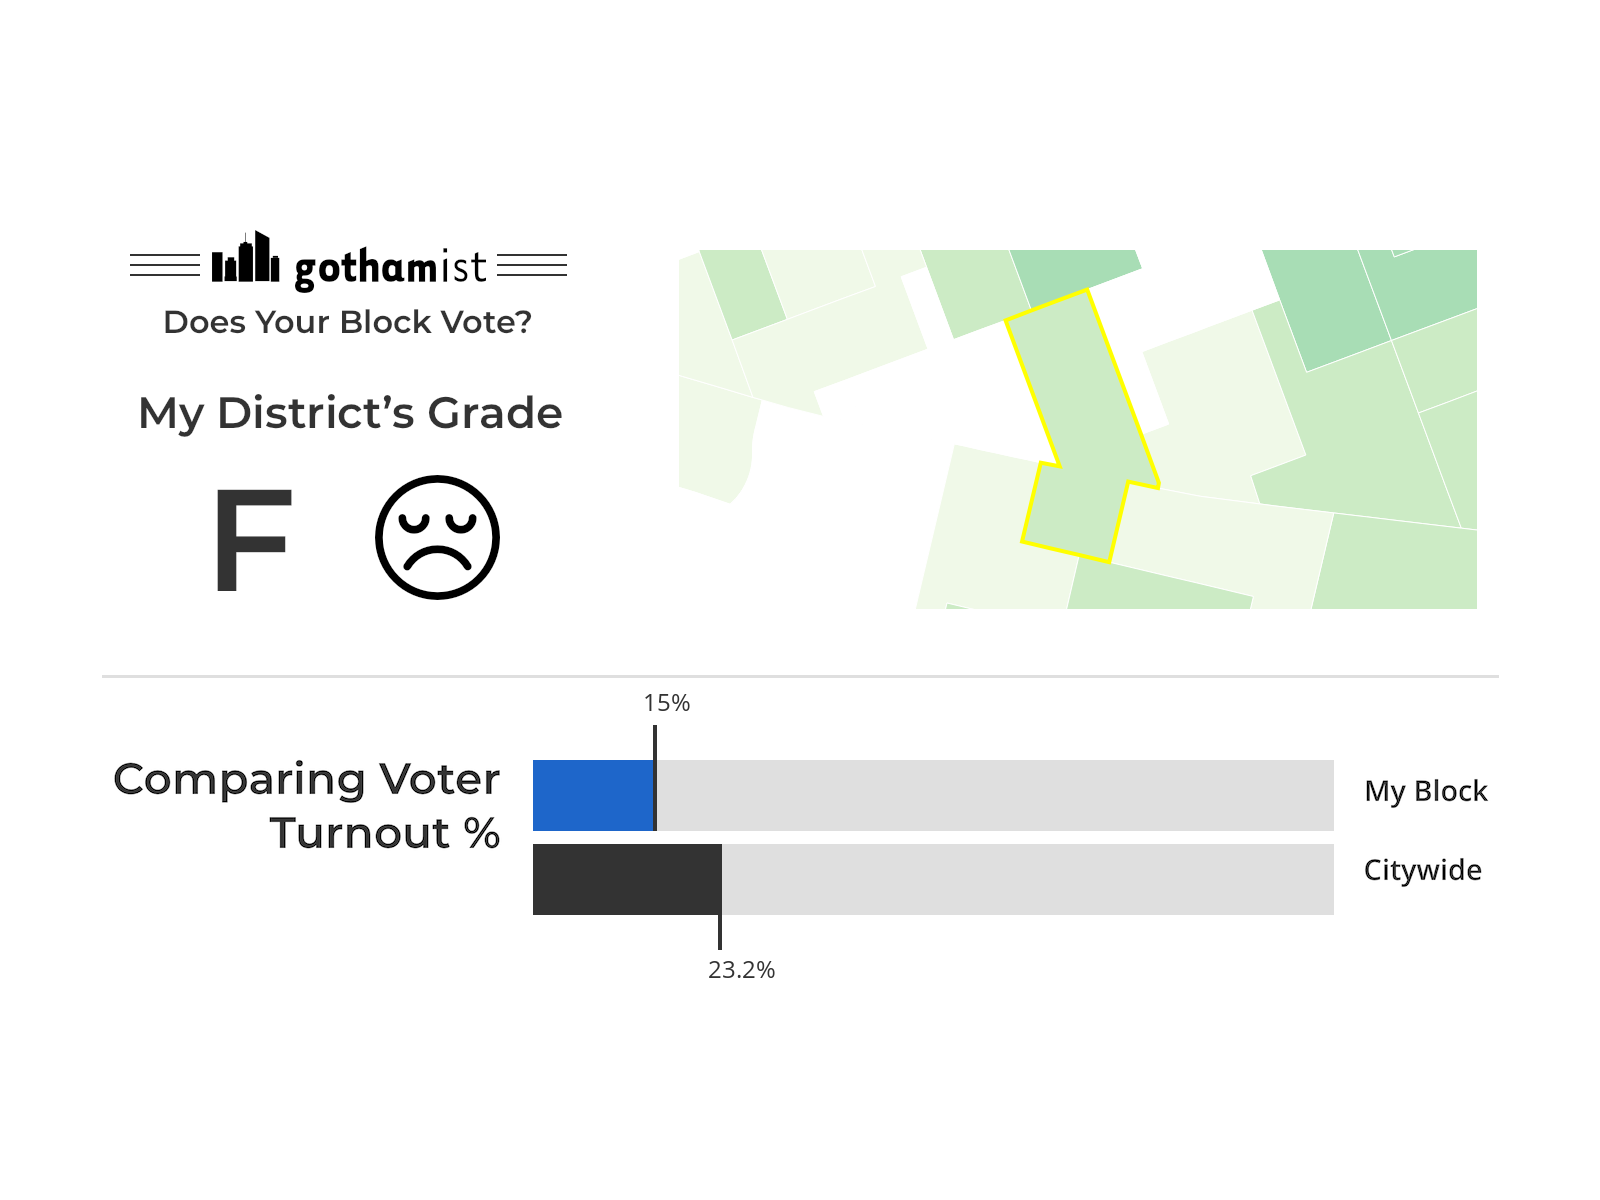 gothamist
Does Your Block Vote?
My District’s Grade
F
15%
Comparing Voter
Turnout %
My Block
Citywide
23.2%